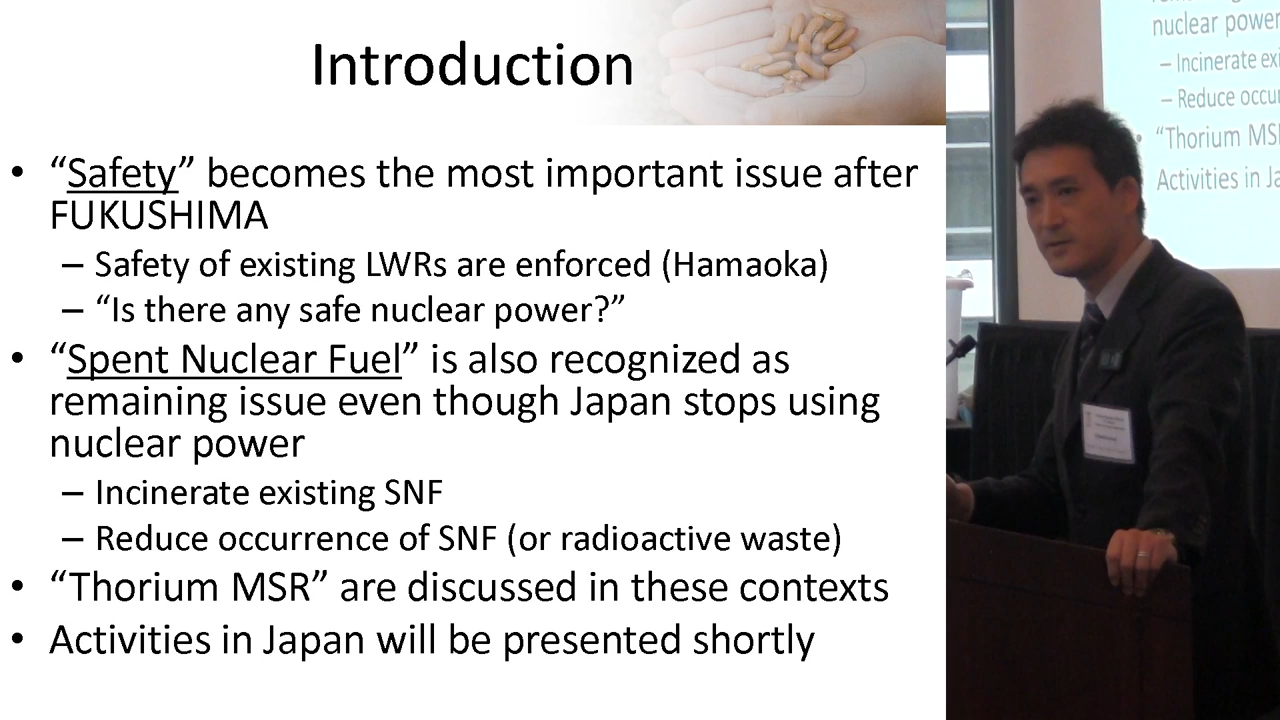 Introduction
• “Safety” becomes the most important issue after
FUKUSHIMA
– Safety of existing LWRs are enforced (Hamaoka)
– “Is there any safe nuclear power?”
• “Spent Nuclear Fuel” is also recognized as
remaining issue even though Japan stops using
nuclear power
– Incinerate existing SNF
– Reduce occurrence of SNF (or radioactive waste)
• “Thorium MSR” are discussed in these contexts
• Activities in Japan will be presented shortly
nuclear power
– Incinerate exi
– Reduce occu
• “Thorium MS
Activities in Ja